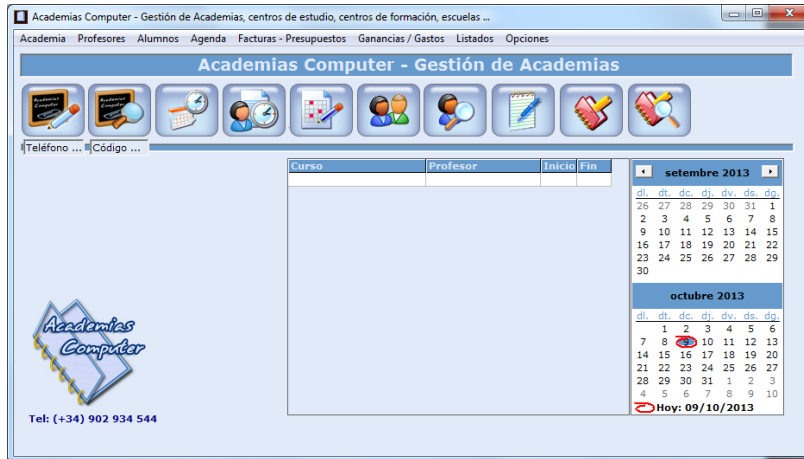 Academias Computer - Gestión de Academias, centros de estudio, centros de formación, escuelas ...
Academia Profesores Alumnos Agenda Facturas - Presupuestos Ganancias / Gastos Listados Opciones
Academias Computer - Gestión de Academias
Academias Computer
Academias Computer
Teléfono ... Código ...
Curso Profesor Inicio Fin
setembre 2013
dl. dt. dc. dj. dv. ds. dg.
26 27 28 29 30 31 1
2 3 4 5 6 7 8
9 10 11 12 13 14 15
16 17 18 19 20 21 22
23 24 25 26 27 28 29
30
octubre 2013
dl. dt. dc. dj. dv. ds. dg.
1 2 3 4 5 6
7 8 9 10 11 12 13
14 15 16 17 18 19 20
21 22 23 24 25 26 27
28 29 30 31 1 2 3
4 5 6 7 8 9 10
Hoy: 09/10/2013
Academias
Computer
Tel: (+34) 902 934 544